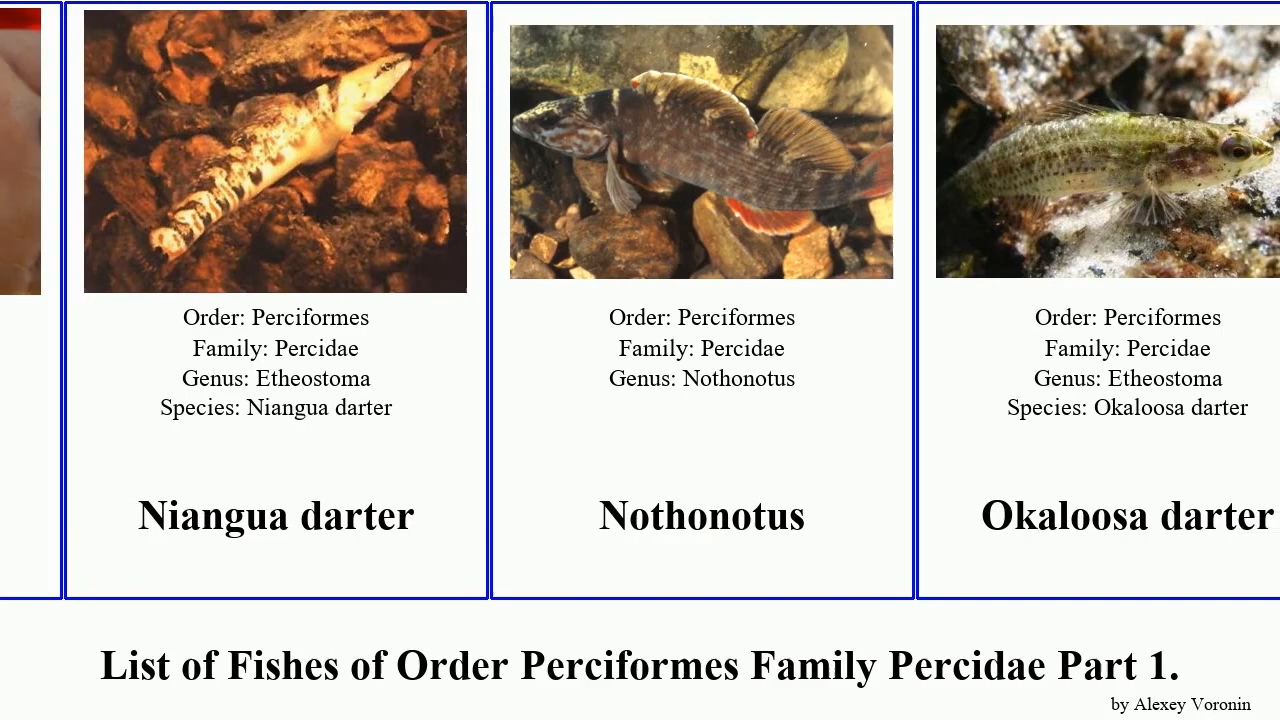 Order: Perciformes
Family: Percidae
Genus: Etheostoma
Species: Niangua darter
Niangua darter
Order: Perciformes
Family: Percidae
Genus: Nothonotus
Nothonotus
Order: Perciformes
Family: Percidae
Genus: Etheostoma
Species: Okaloosa darter
Okaloosa darter
List of Fishes of Order Perciformes Family Percidae Part 1.
by Alexey Voronin